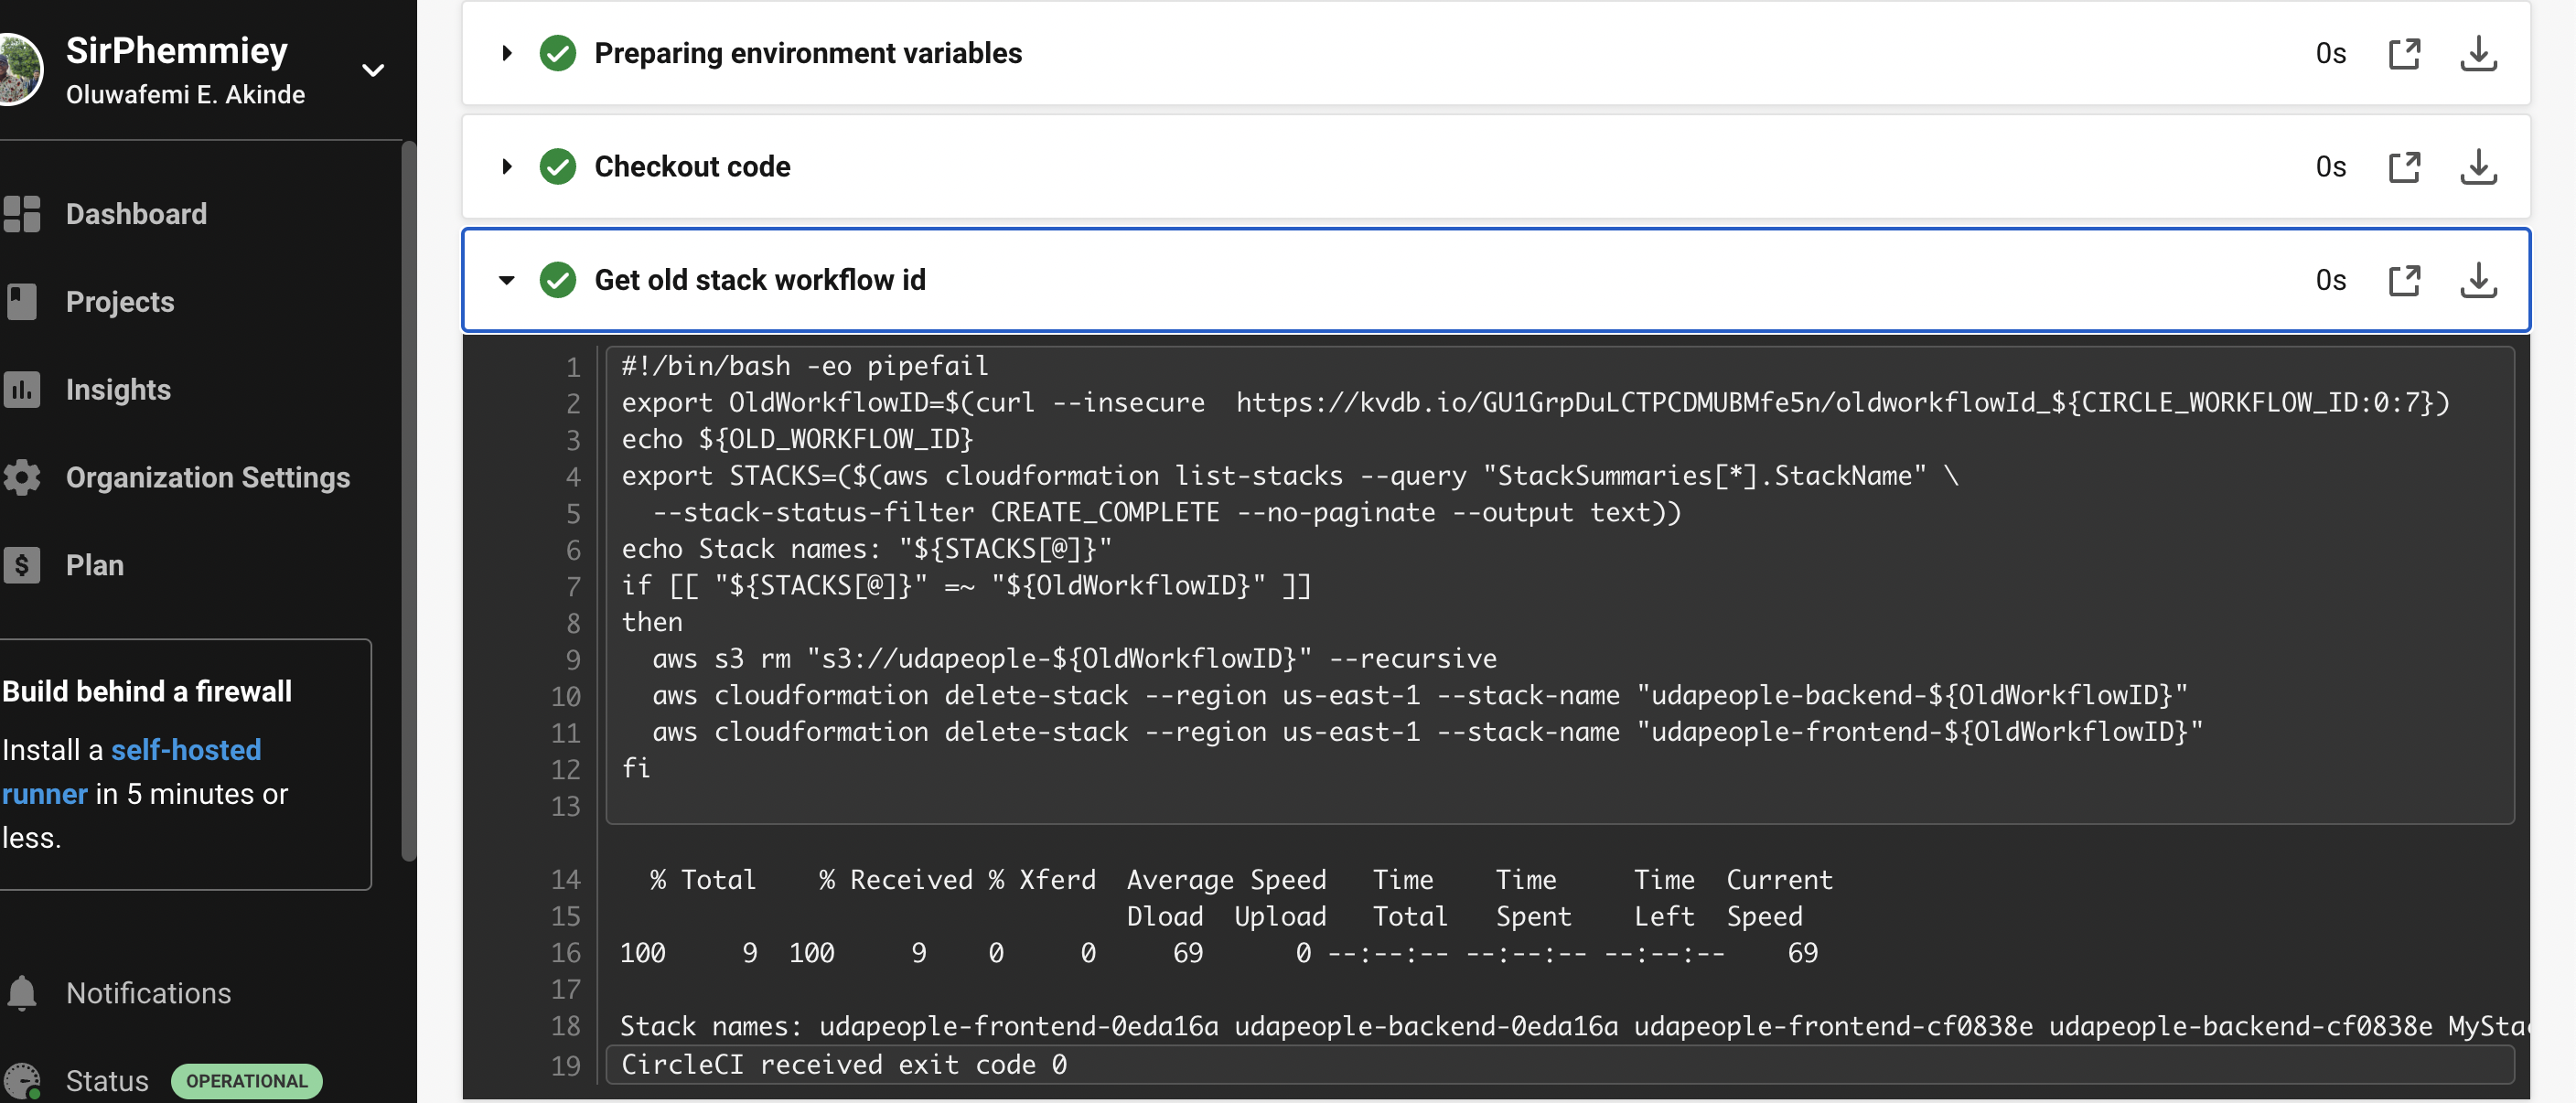 SirPhemmiey
Oluwafemi E. Akinde
Dashboard
Projects
Insights
Organization Settings
Plan
Build behind a firewall
Install a self-hosted
runner in 5 minutes or
less.
Notifications
Status OPERATIONAL
Preparing environment variables 0s
Checkout code 0s
Get old stack workflow id 0s
1 #!/bin/bash -eo pipefail
2 export OldWorkflowID=$(curl --insecure  https://kvdb.io/GU1GrpDuLCTPCDMUBMfe5n/oldworkflowId_${CIRCLE_WORKFLOW_ID:0:7})
3 echo ${OLD_WORKFLOW_ID}
4 export STACKS=($(aws cloudformation list-stacks --query "StackSummaries[*].StackName" \
5   --stack-status-filter CREATE_COMPLETE --no-paginate --output text))
6 echo Stack names: "${STACKS[@]}"
7 if [[ "${STACKS[@]}" =~ "${OldWorkflowID}" ]]
8 then
9   aws s3 rm "s3://udapeople-${OldWorkflowID}" --recursive
10   aws cloudformation delete-stack --region us-east-1 --stack-name "udapeople-backend-${OldWorkflowID}"
11   aws cloudformation delete-stack --region us-east-1 --stack-name "udapeople-frontend-${OldWorkflowID}"
12 fi
13
14   % Total    % Received % Xferd  Average Speed   Time    Time     Time  Current
15                                  Dload  Upload   Total   Spent    Left  Speed
16 100     9  100     9    0     0     69      0 --:--:-- --:--:-- --:--:--    69
17
18 Stack names: udapeople-frontend-0eda16a udapeople-backend-0eda16a udapeople-frontend-cf0838e udapeople-backend-cf0838e
19 CircleCI received exit code 0